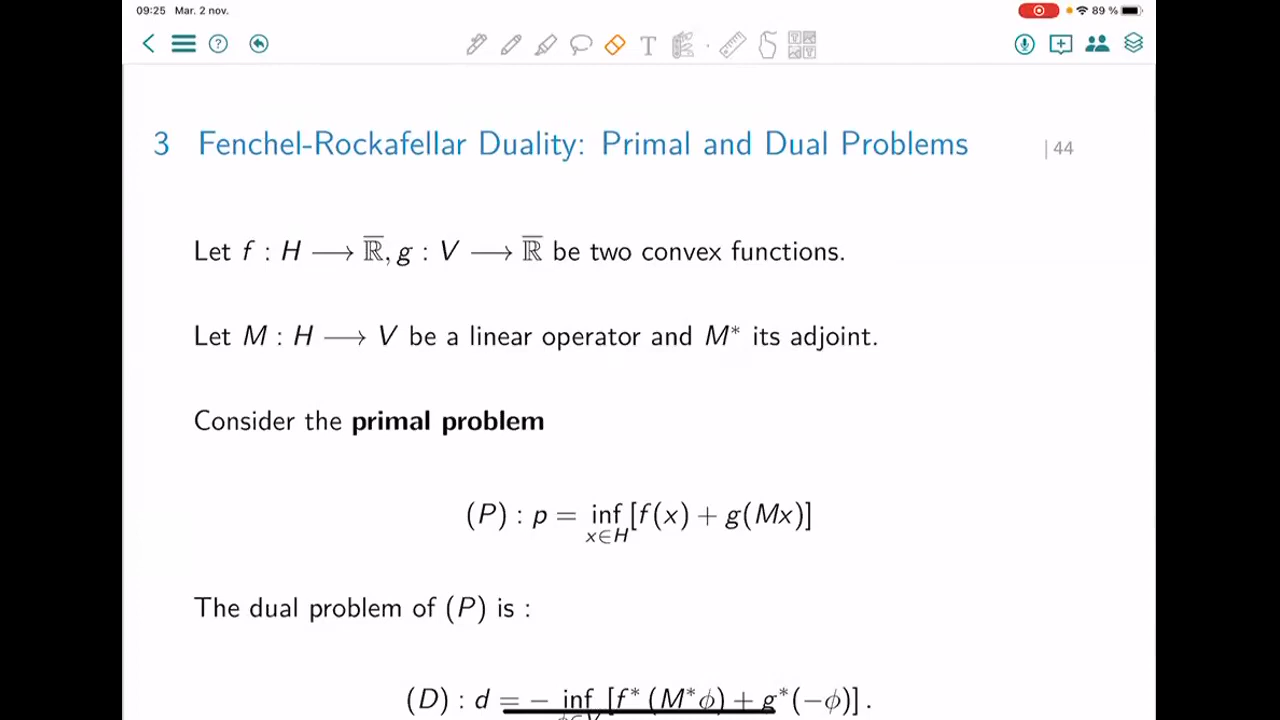 09:25 Mar. 2 nov. 89 %
3 Fenchel-Rockafellar Duality: Primal and Dual Problems | 44
Let f : H ⟶ ℝ̅, g : V ⟶ ℝ̅ be two convex functions.
Let M : H ⟶ V be a linear operator and M* its adjoint.
Consider the primal problem
(P) : p = inf [f(x) + g(Mx)]
x∈H
The dual problem of (P) is :
(D) : d = − inf [f* (M*ϕ) + g*(−ϕ)] .